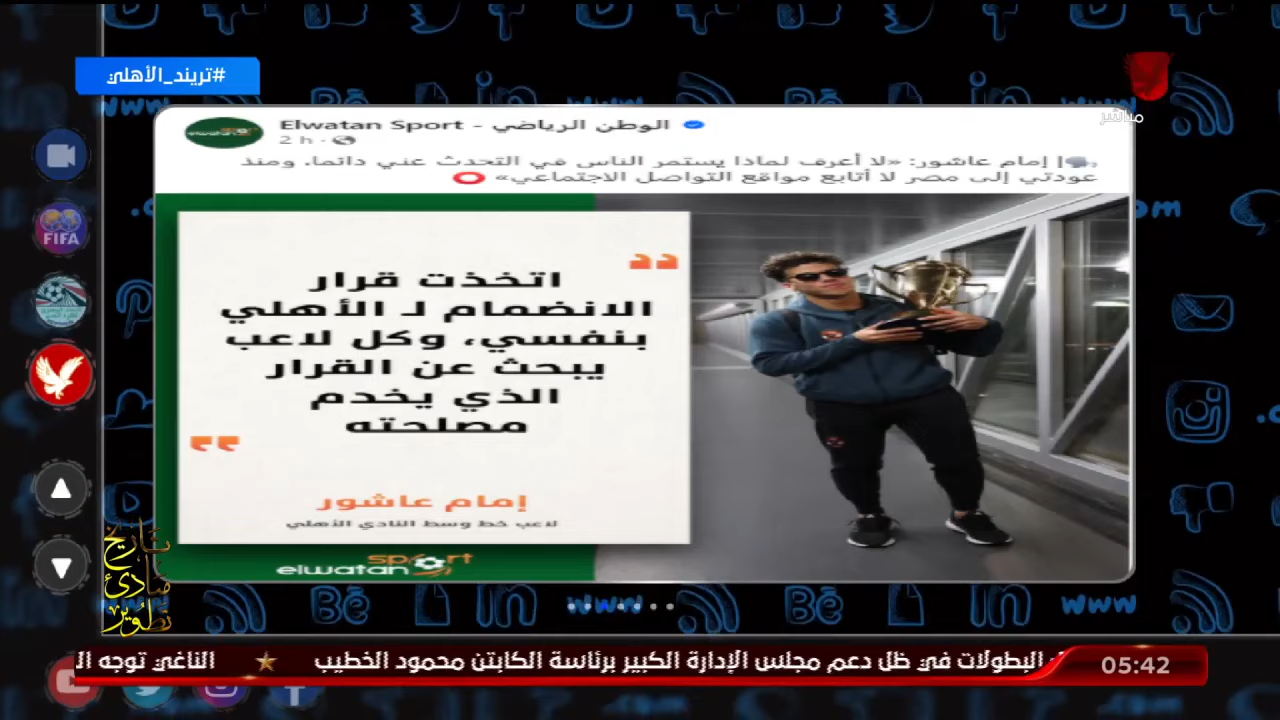 #تريند_الأهلي
مباشر
Elwatan Sport - الوطن الرياضي
2 h
| إمام عاشور: «لا أعرف لماذا يستمر الناس في التحدث عني دائما، ومنذ
عودتي إلى مصر لا أتابع مواقع التواصل الاجتماعي»
اتخذت قرار
الانضمام لـ الأهلي
بنفسي، وكل لاعب
يبحث عن القرار
الذي يخدم
مصلحته
إمام عاشور
لاعب خط وسط النادي الأهلي
sport
elwatan
FIFA
تاريخ
مبادئ
تطوير
البطولات في ظل دعم مجلس الإدارة الكبير برئاسة الكابتن محمود الخطيب ★ الناغي توجه ال
05:42